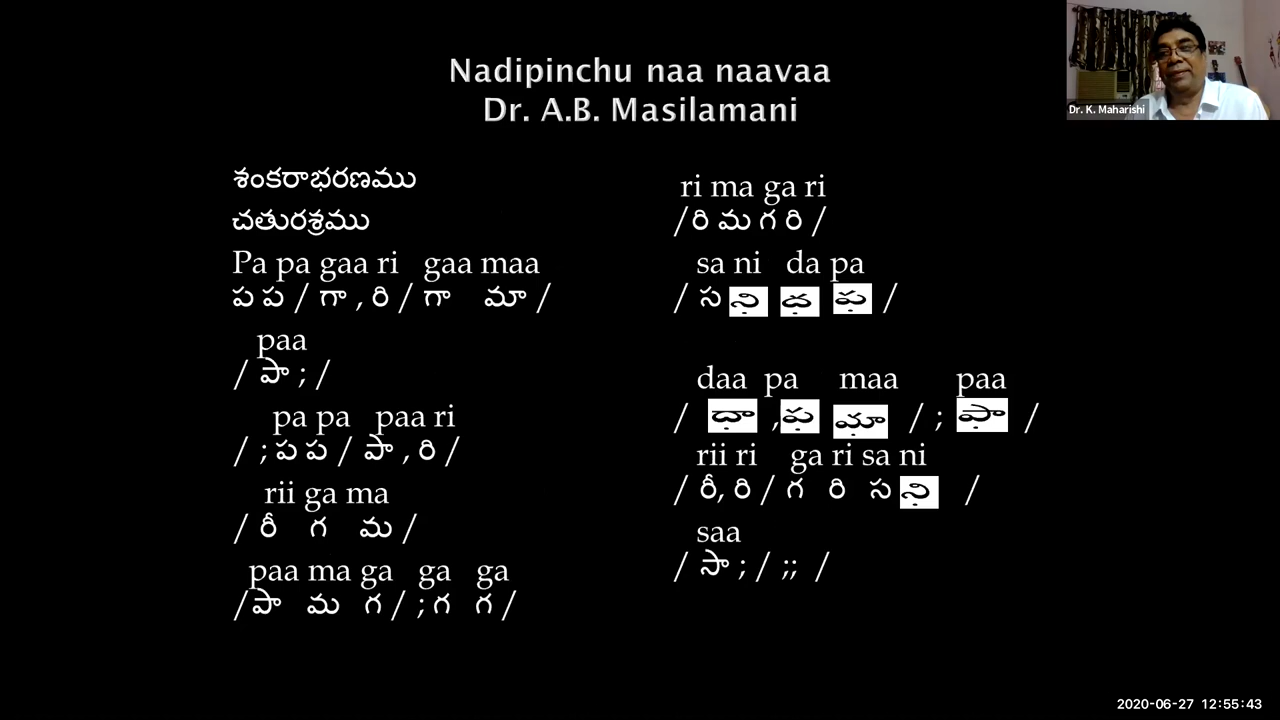 Nadipinchu naa naavaa
Dr. A.B. Masilamani
Dr. K. Maharishi
శంకరాభరణము
చతురశ్రము
Pa pa gaa ri gaa maa
ప ప / గా , రి / గా మా /
paa
/ పా ; /
pa pa paa ri
/ ; ప ప / పా , రి /
rii ga ma
/ రీ గ మ /
paa ma ga ga ga
/ పా మ గ / ; గ గ /
ri ma ga ri
/ రి మ గ రి /
sa ni da pa
/ స ని ధ ప /
daa pa maa paa
/ దా , ప మా / ; పా /
rii ri ga ri sa ni
/ రీ, రి / గ రి స ని /
saa
/ సా ; / ;; /
2020-06-27 12:55:43